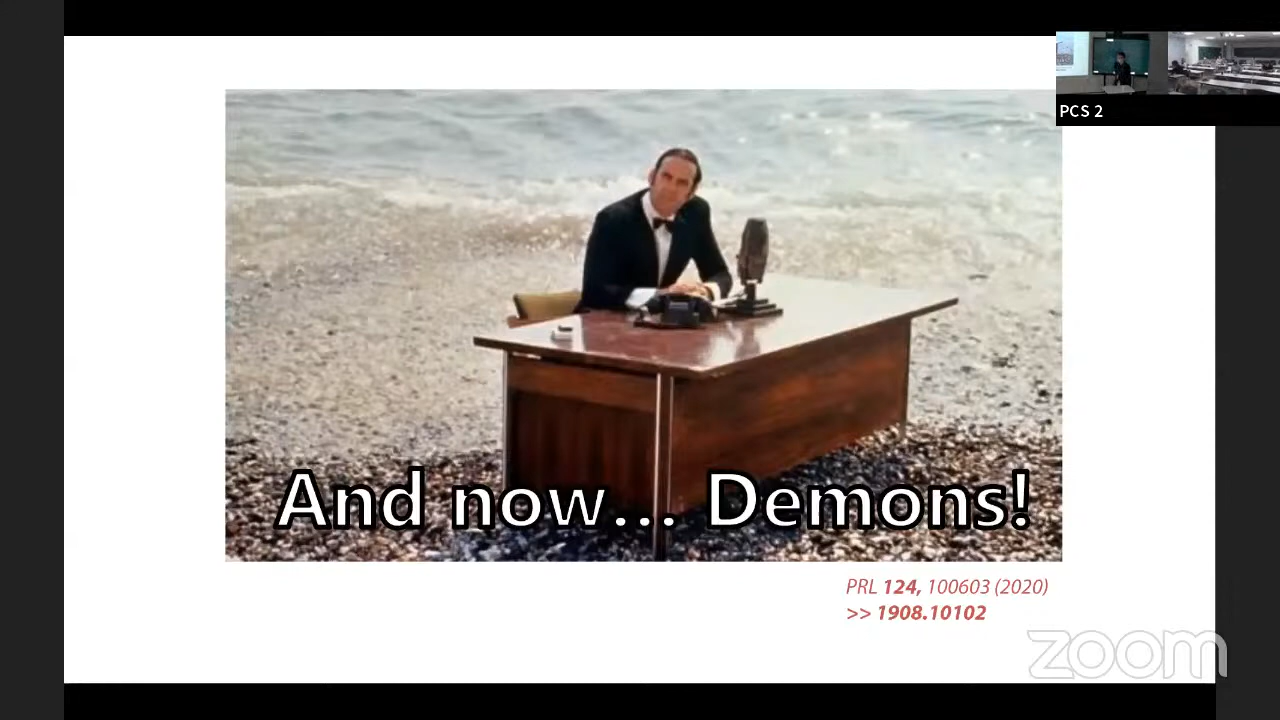 PCS 2
And now... Demons!
PRL 124, 100603 (2020)
>> 1908.10102
zoom